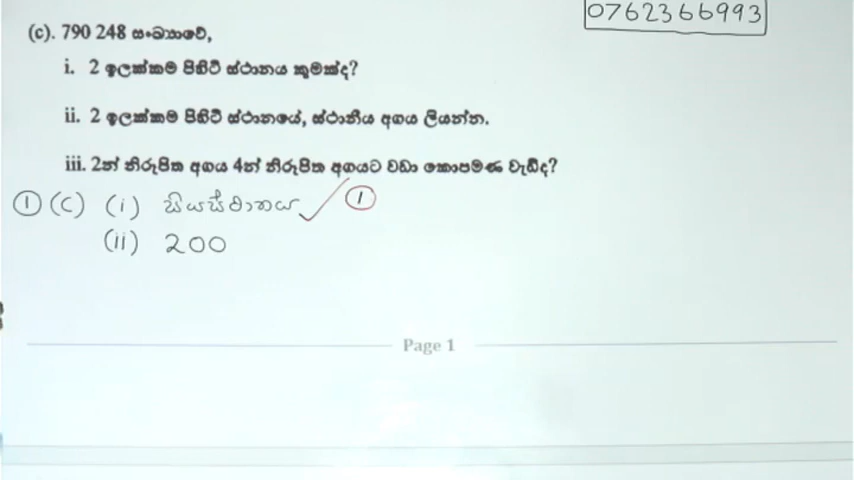 0762366993
(c). 790 248 සංඛ්‍යාවේ,
i. 2 ඉලක්කම පිහිටි ස්ථානය කුමක්ද?
ii. 2 ඉලක්කම පිහිටි ස්ථානයේ, ස්ථානීය අගය ලියන්න.
iii. 2න් නිරූපිත අගය 4න් නිරූපිත අගයට වඩා කොපමණ වැඩිද?
① (C) (i) සියස්ථානය ✓ ①
(ii) 200
Page 1